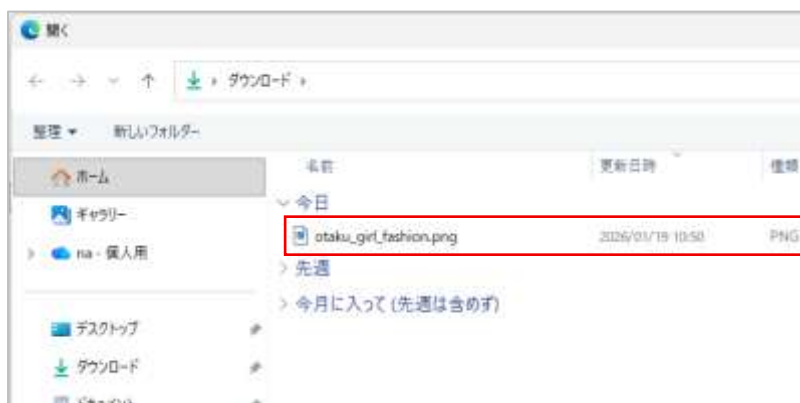 開く
ダウンロード
整理 新しいフォルダー
名前 更新日時 種類
ホーム
今日
ギャラリー
otaku_girl_fashion.png 2026/01/19 10:50 PNG
na - 個人用
先週
今月に入って (先週は含めず)
デスクトップ
ダウンロード